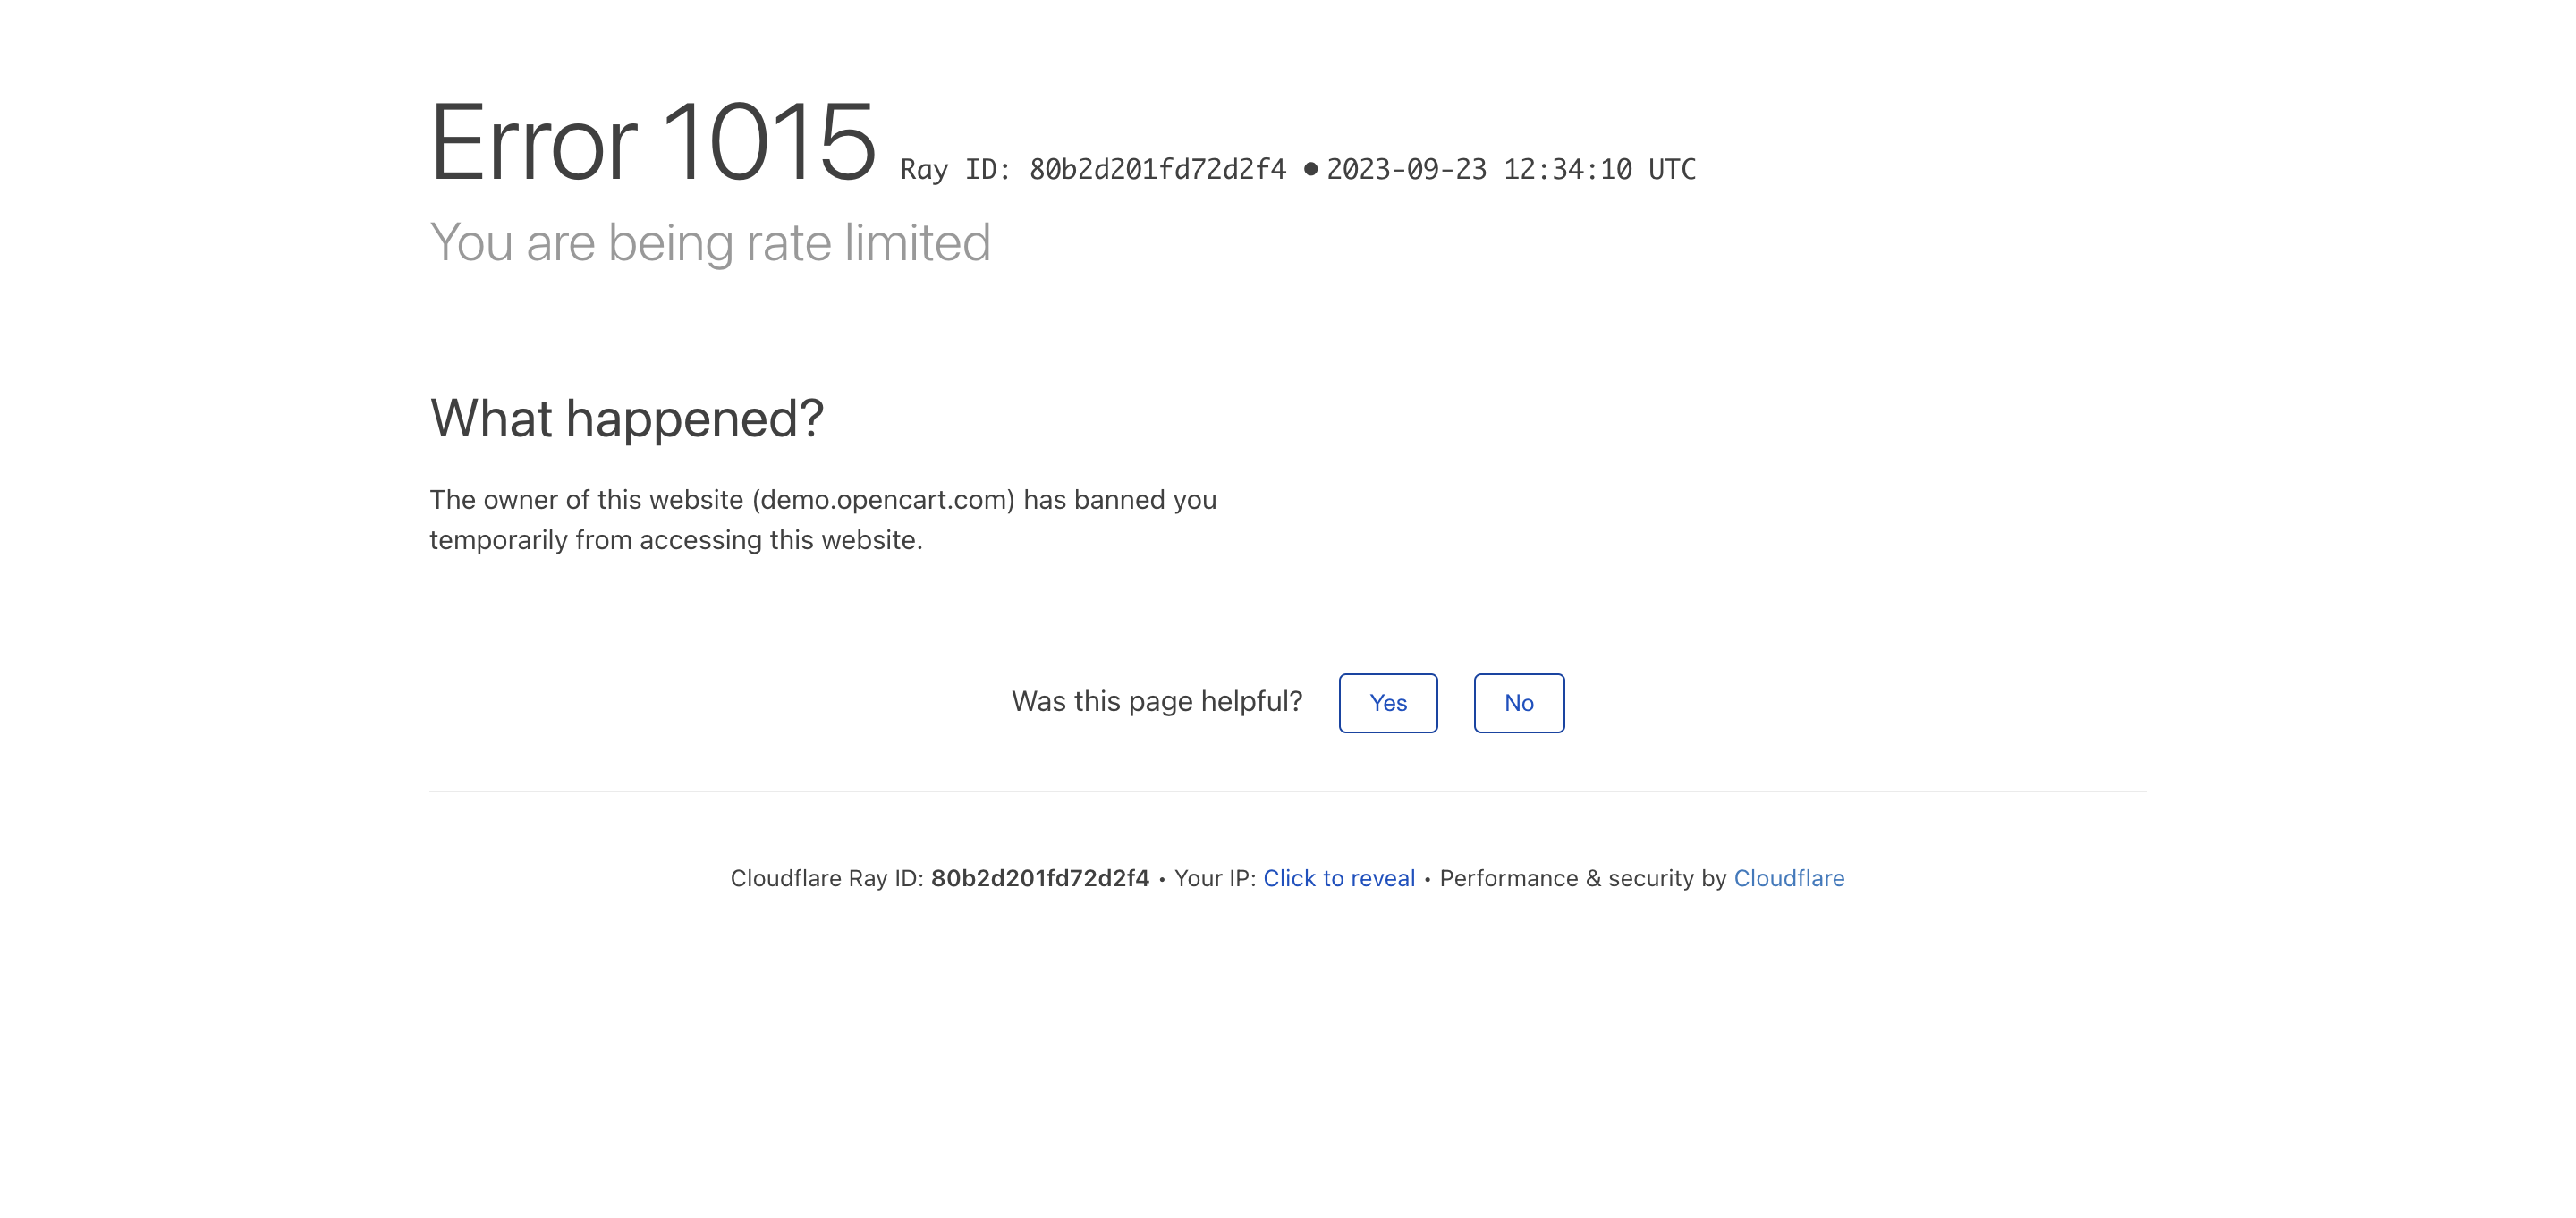 Error 1015 Ray ID: 80b2d201fd72d2f4 • 2023-09-23 12:34:10 UTC
You are being rate limited
What happened?
The owner of this website (demo.opencart.com) has banned you
temporarily from accessing this website.
Was this page helpful? Yes No
Cloudflare Ray ID: 80b2d201fd72d2f4 • Your IP: Click to reveal • Performance & security by Cloudflare